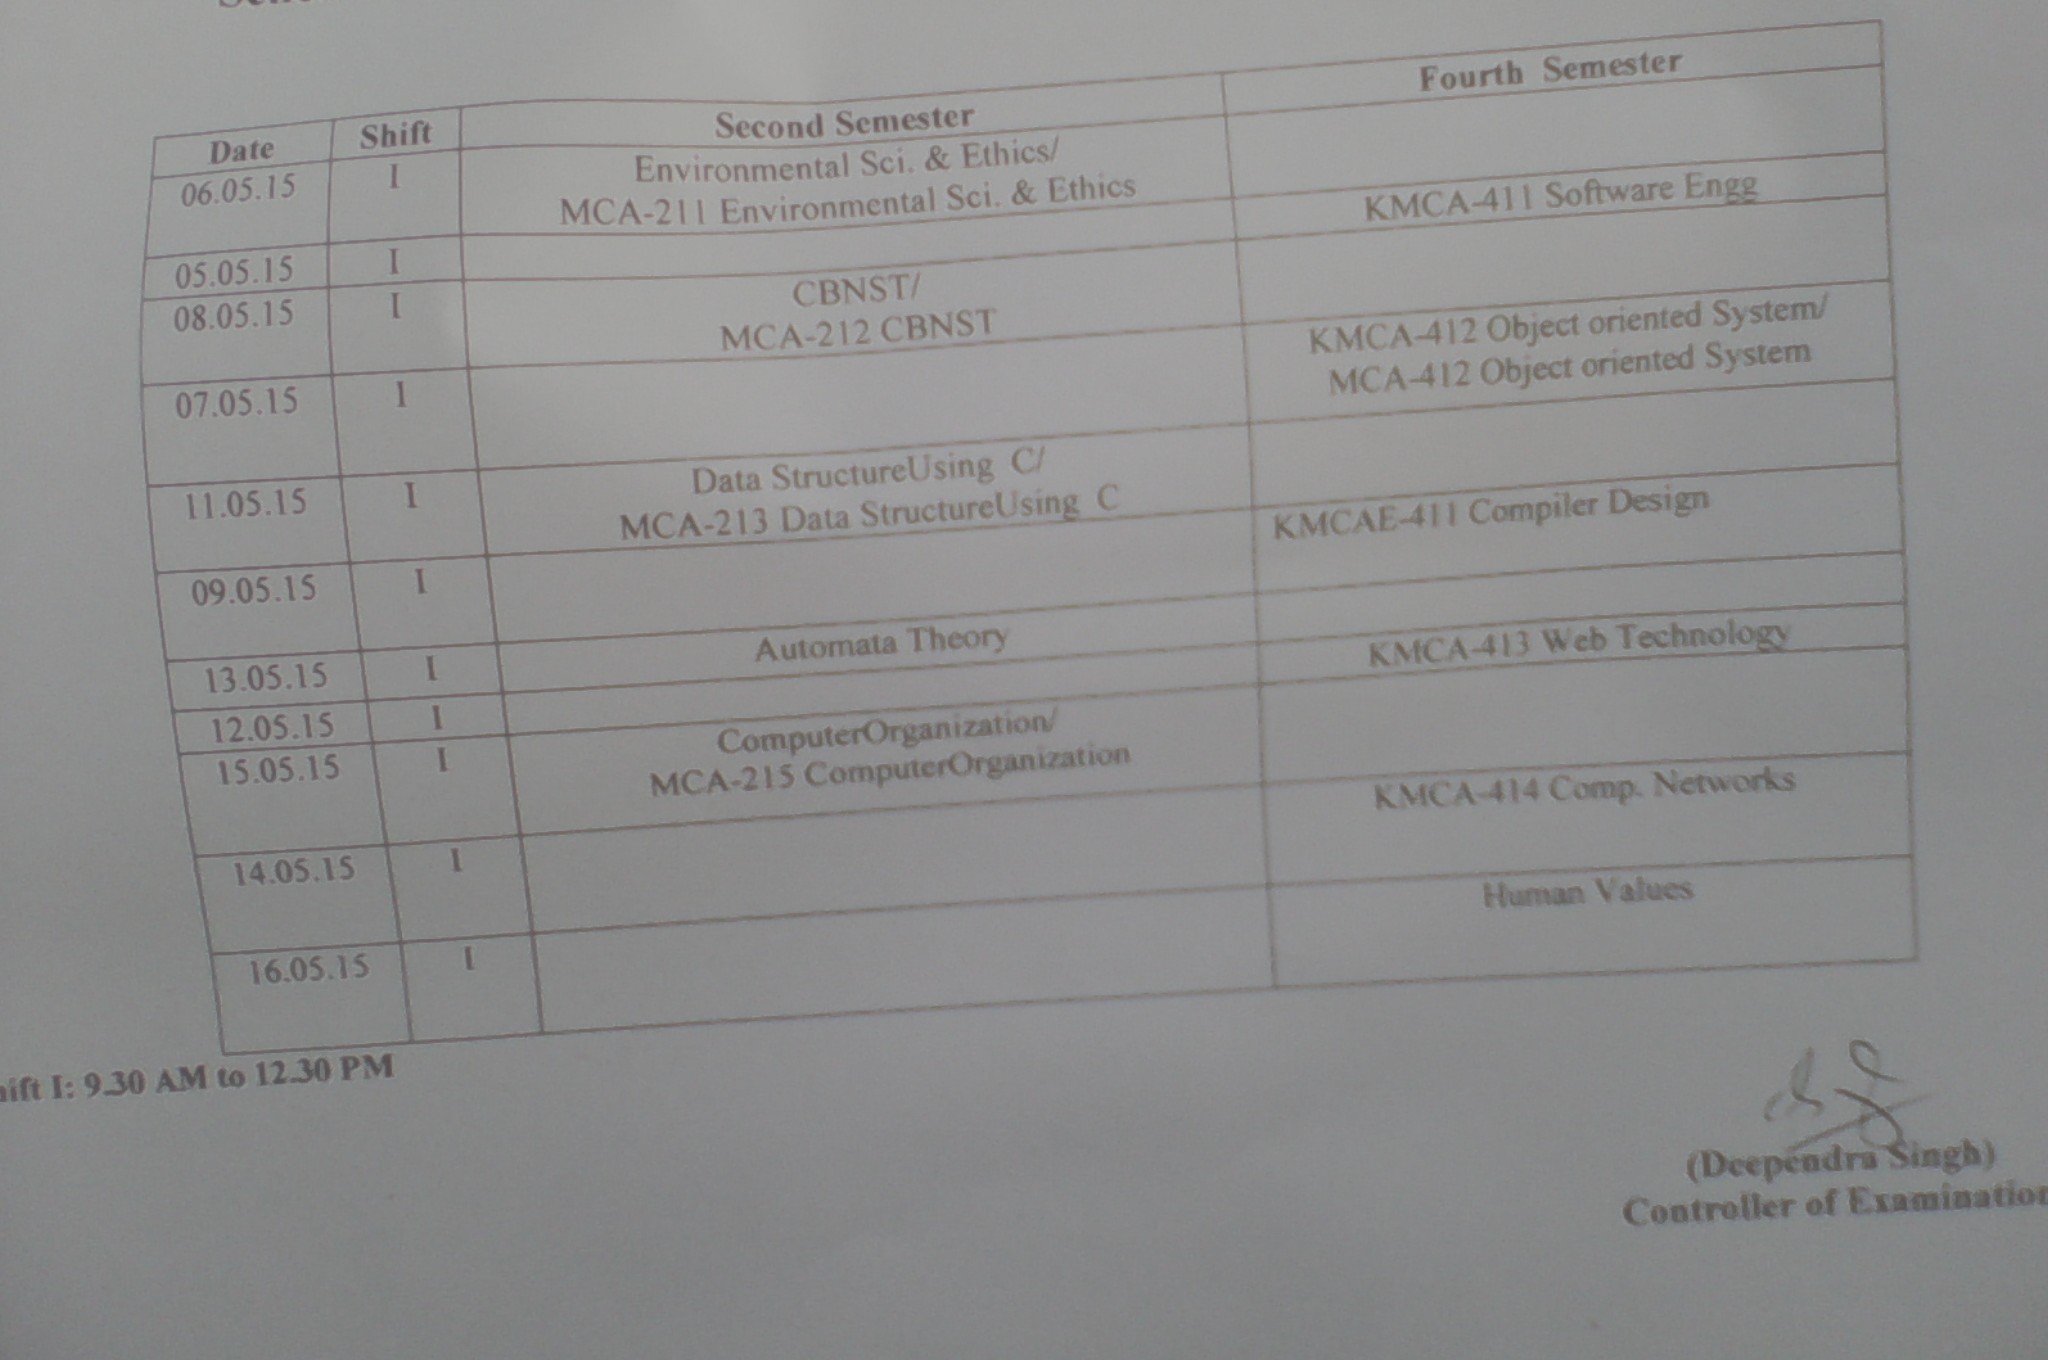 Date Shift Second Semester Fourth Semester
06.05.15 I Environmental Sci. & Ethics/
MCA-211 Environmental Sci. & Ethics
05.05.15 I KMCA-411 Software Engg
08.05.15 I CBNST/
MCA-212 CBNST
07.05.15 I KMCA-412 Object oriented System/
MCA-412 Object oriented System
11.05.15 I Data StructureUsing C/
MCA-213 Data StructureUsing C
09.05.15 I KMCAE-411 Compiler Design
13.05.15 I Automata Theory
12.05.15 I KMCA-413 Web Technology
15.05.15 I ComputerOrganization/
MCA-215 ComputerOrganization
14.05.15 I KMCA-414 Comp. Networks
16.05.15 I Human Values
ift I: 9.30 AM to 12.30 PM
(Deependra Singh)
Controller of Examination